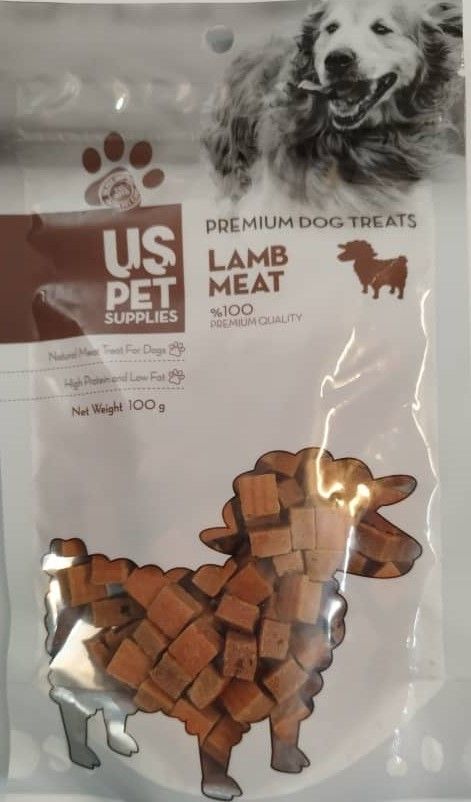 PREMIUM DOG TREATS
US
PET
SUPPLIES
LAMB
MEAT
%100
PREMIUM QUALITY
Natural Meat Treat For Dogs
High Protein and Low Fat
Net Weight 100 g